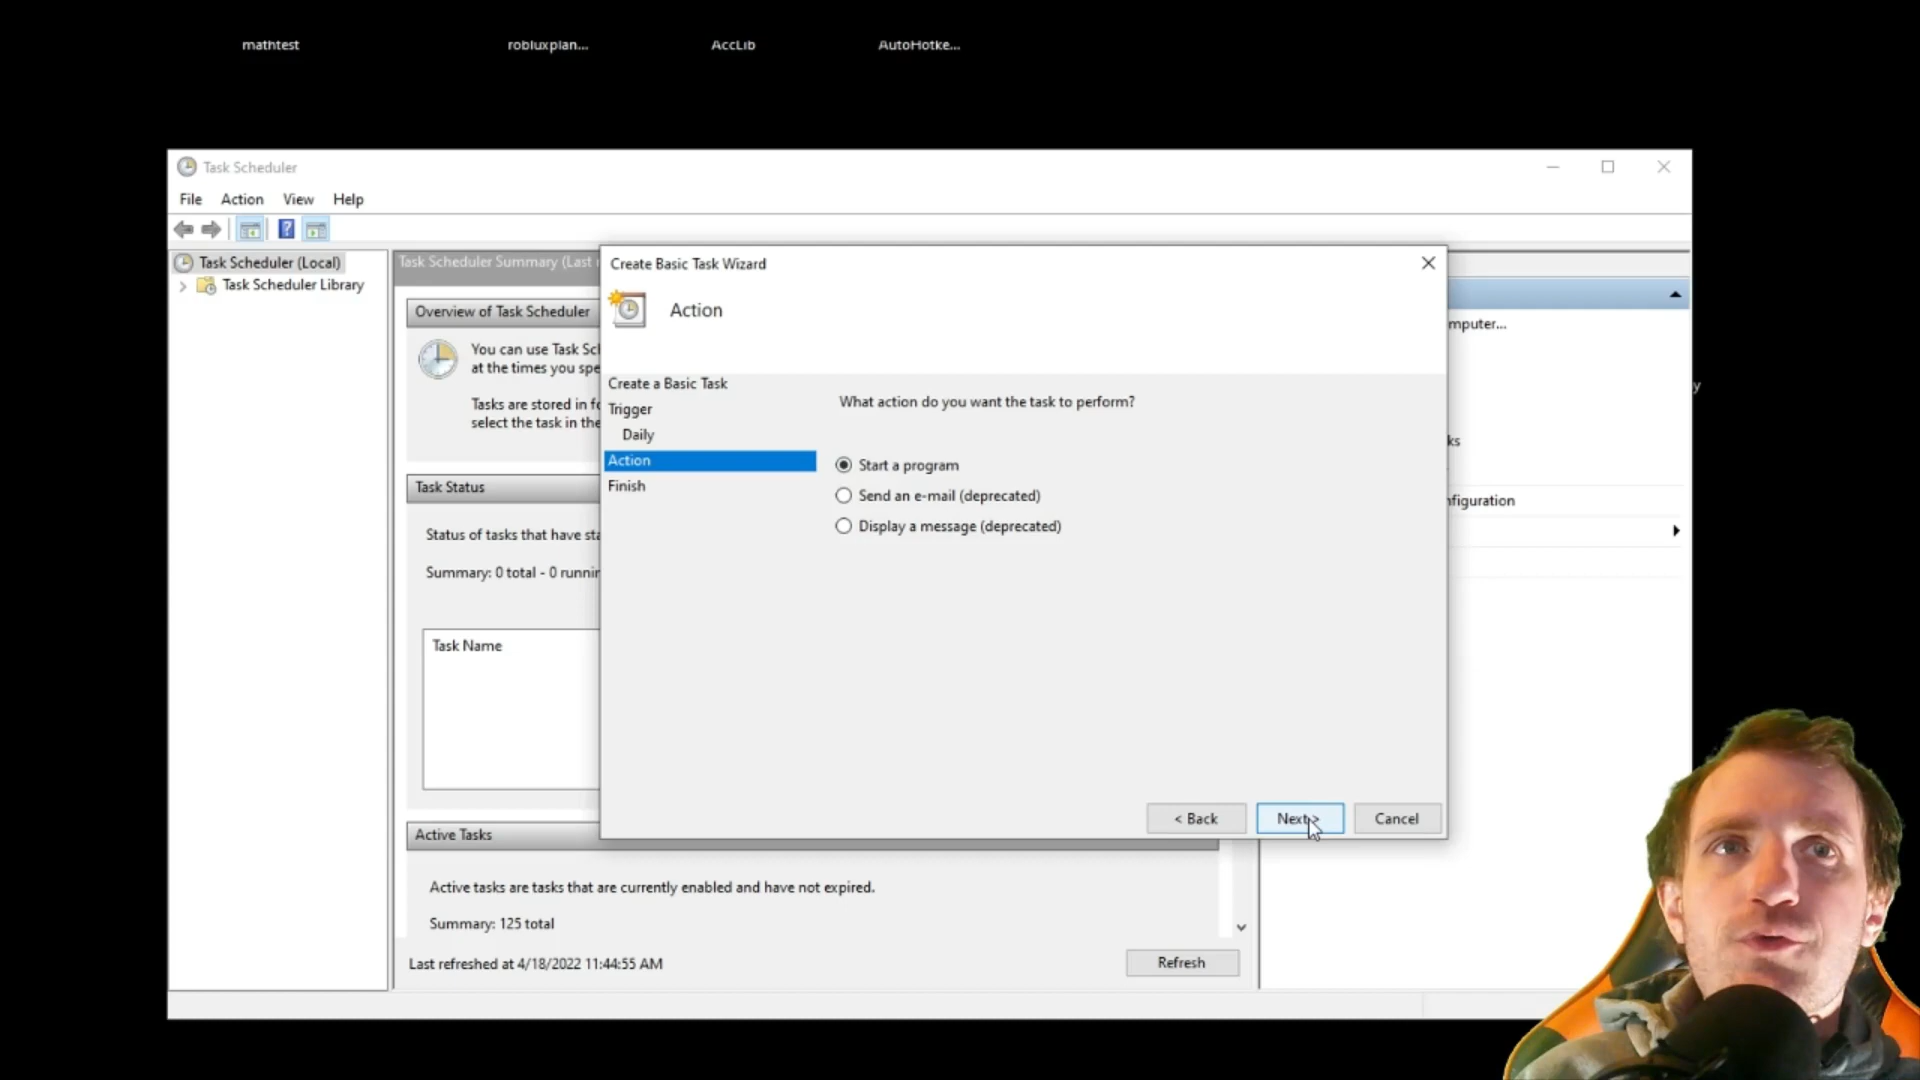 mathtest
robluxplan...
AccLib
AutoHotke...
Task Scheduler
File Action View Help
Task Scheduler (Local)
Task Scheduler Library
Task Scheduler Summary (Last
Overview of Task Scheduler
You can use Task Sc
at the times you spe
Tasks are stored in f
select the task in the
Task Status
Status of tasks that have sta
Summary: 0 total - 0 runnin
Task Name
Active Tasks
Active tasks are tasks that are currently enabled and have not expired.
Summary: 125 total
Last refreshed at 4/18/2022 11:44:55 AM
Refresh
Create Basic Task Wizard
Action
Create a Basic Task
Trigger
Daily
Action
Finish
What action do you want the task to perform?
Start a program
Send an e-mail (deprecated)
Display a message (deprecated)
< Back
Next >
Cancel
mputer...
ks
nfiguration
y